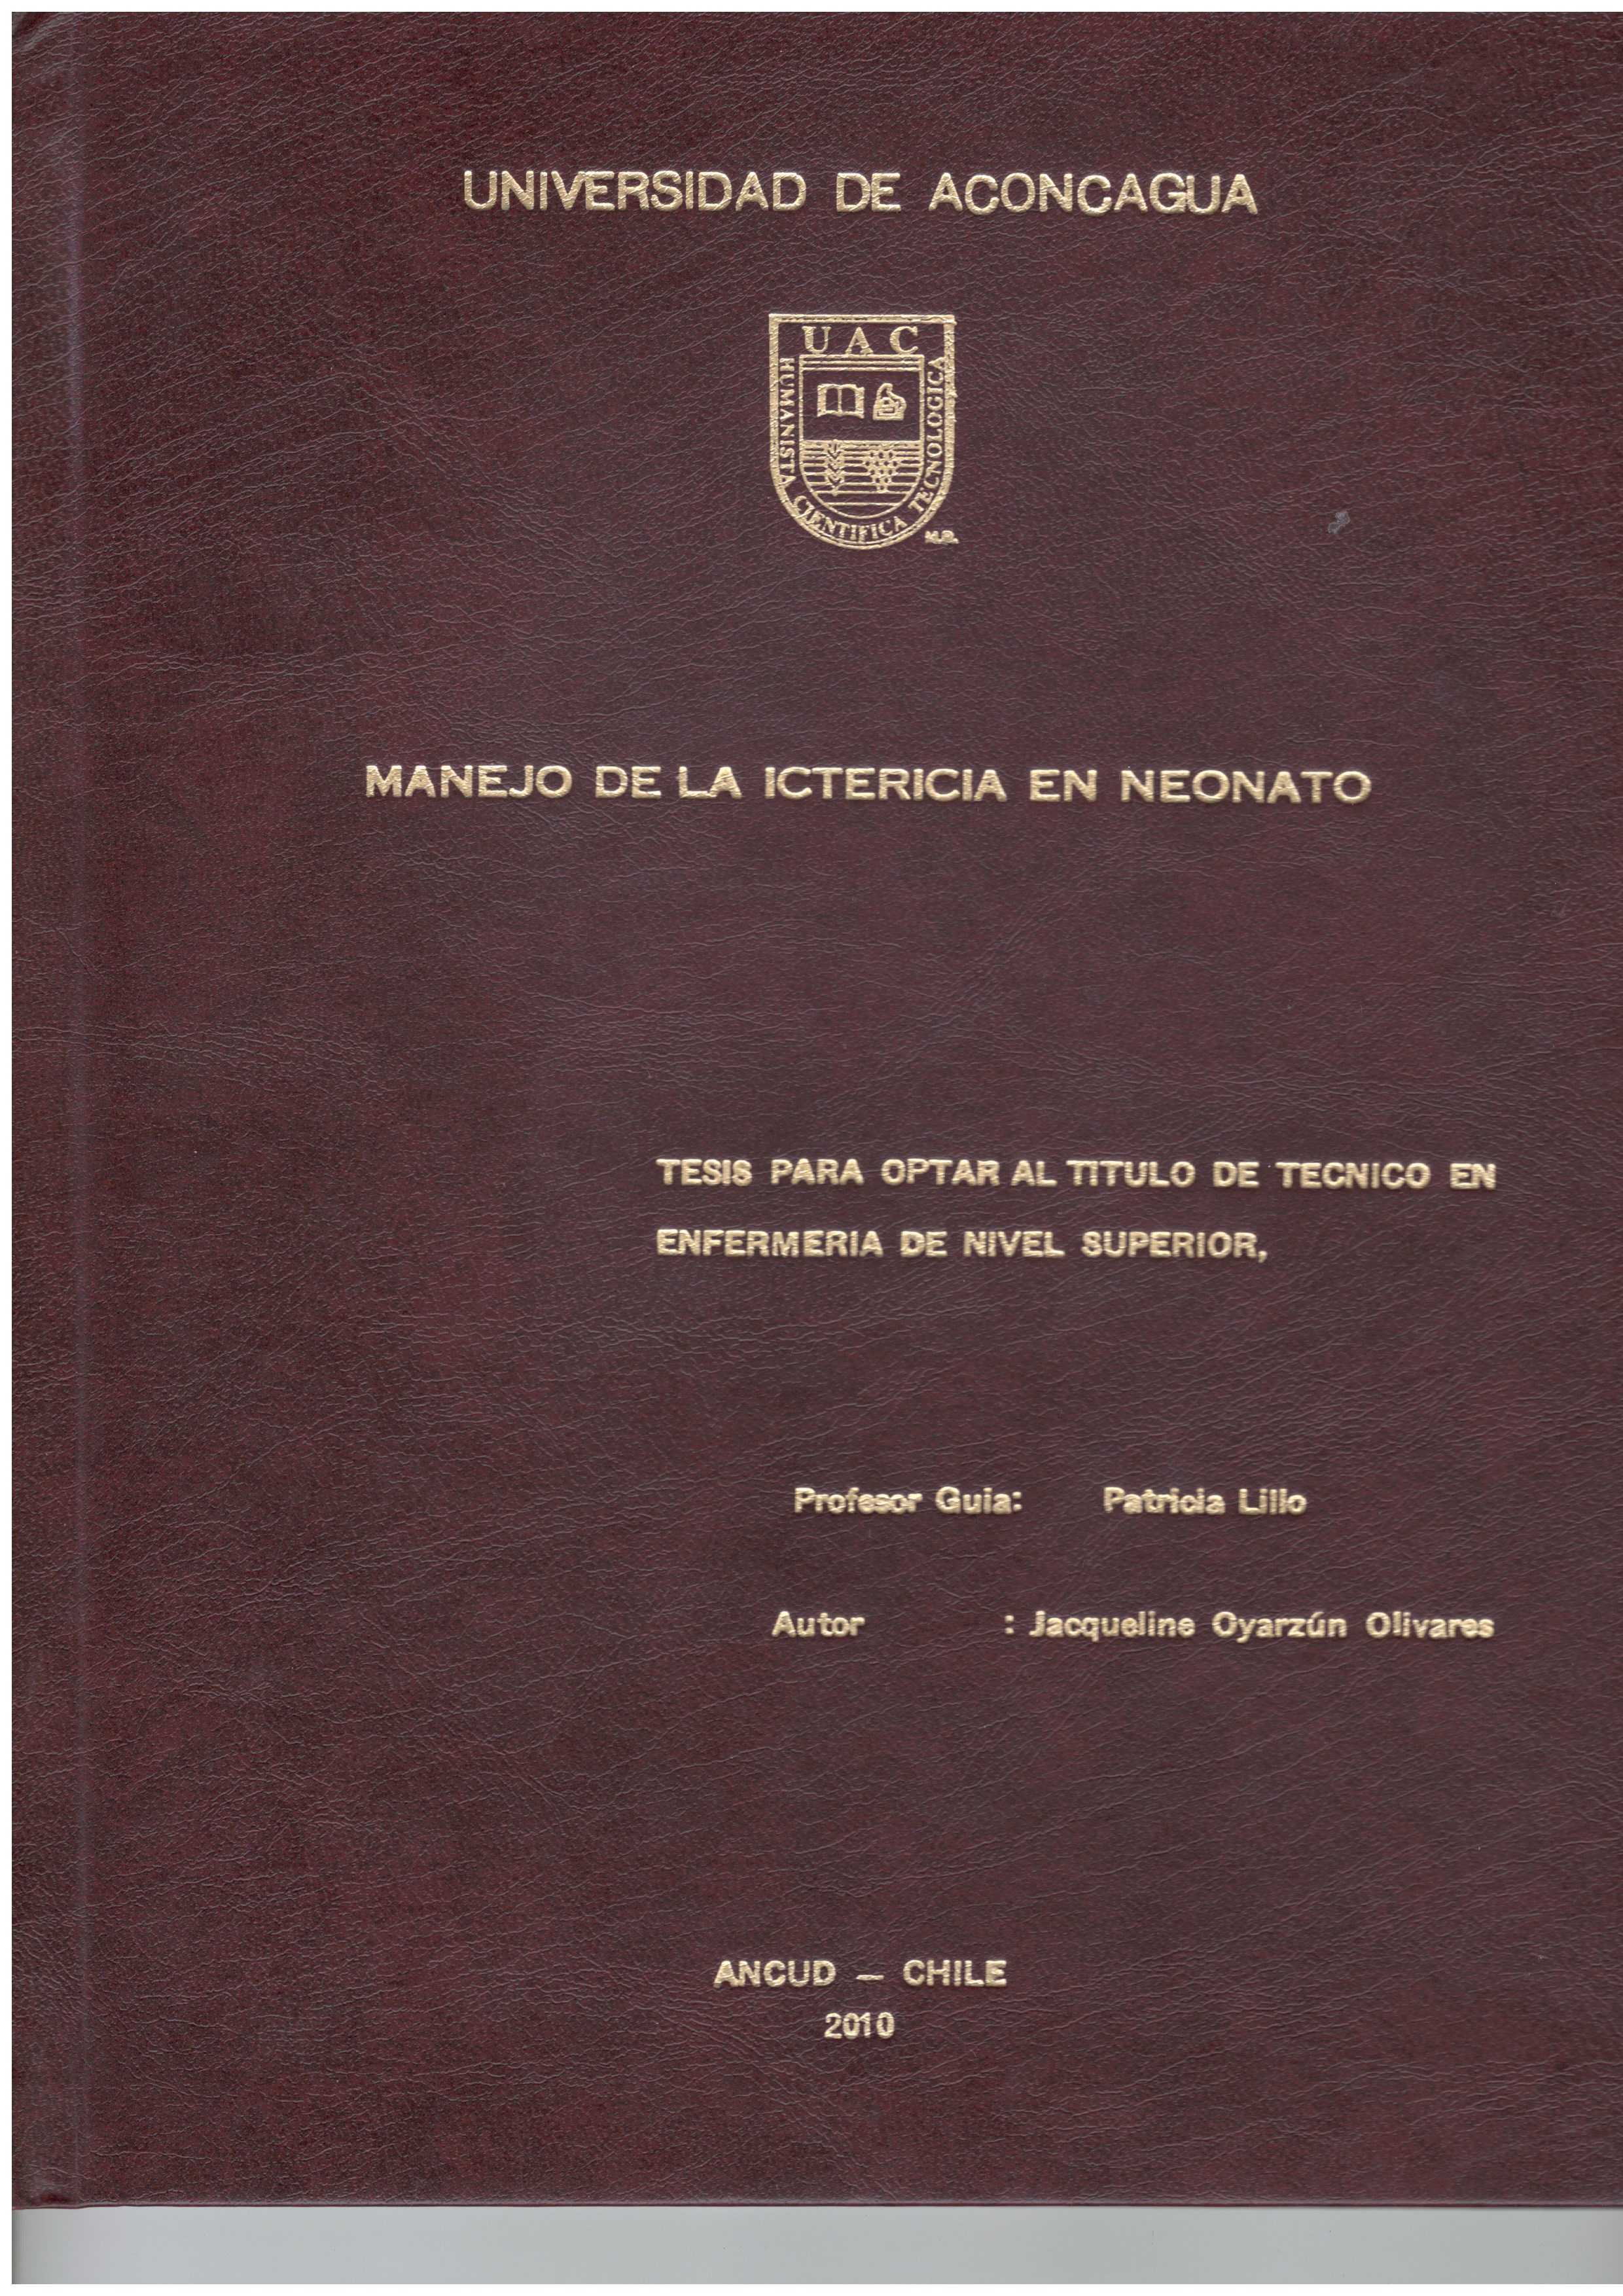 UNIVERSIDAD DE ACONCAGUA
UAC
HUMANISTA CIENTIFICA TECNOLOGICA
M.R.
MANEJO DE LA ICTERICIA EN NEONATO
TESIS PARA OPTAR AL TITULO DE TECNICO EN
ENFERMERIA DE NIVEL SUPERIOR,
Profesor Guia: Patricia Lillo
Autor : Jacqueline Oyarzún Olivares
ANCUD – CHILE
2010